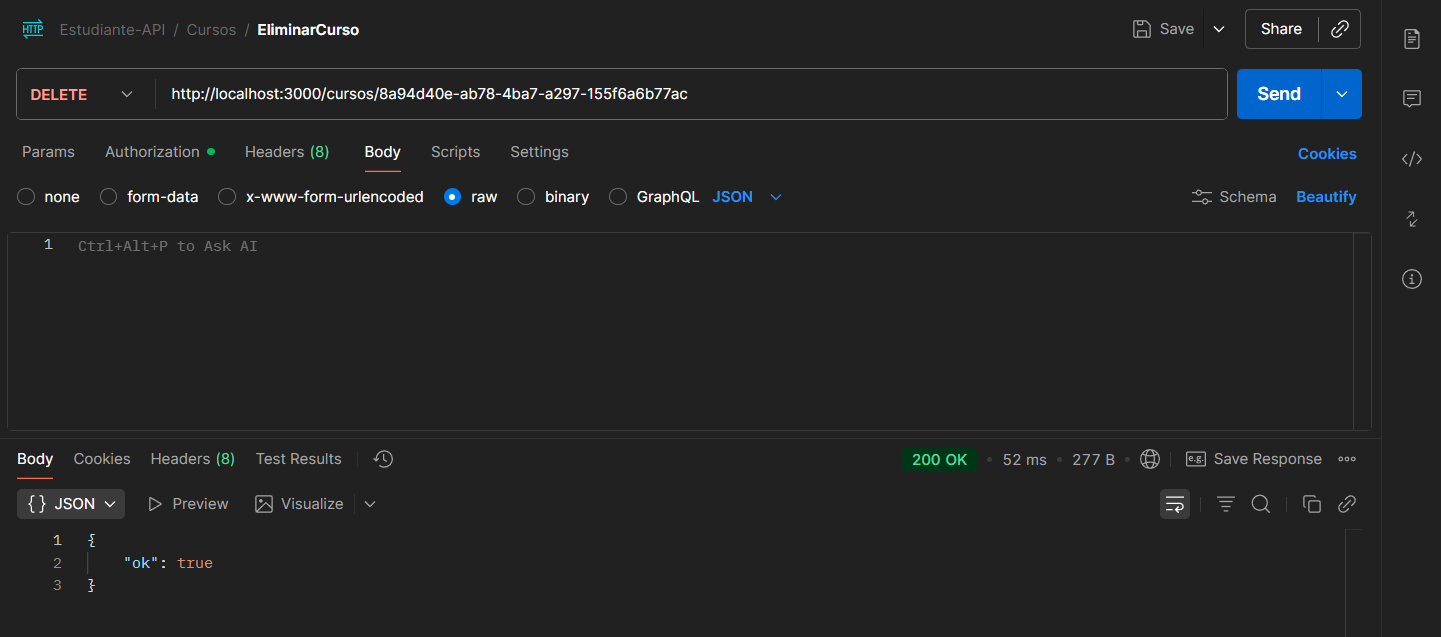 HTTP Estudiante-API / Cursos / EliminarCurso Save Share
DELETE http://localhost:3000/cursos/8a94d40e-ab78-4ba7-a297-155f6a6b77ac Send
Params Authorization Headers (8) Body Scripts Settings Cookies
none form-data x-www-form-urlencoded raw binary GraphQL JSON Schema Beautify
1 Ctrl+Alt+P to Ask AI
Body Cookies Headers (8) Test Results 200 OK • 52 ms • 277 B • e.g. Save Response
{} JSON Preview Visualize
1 {
2 "ok": true
3 }